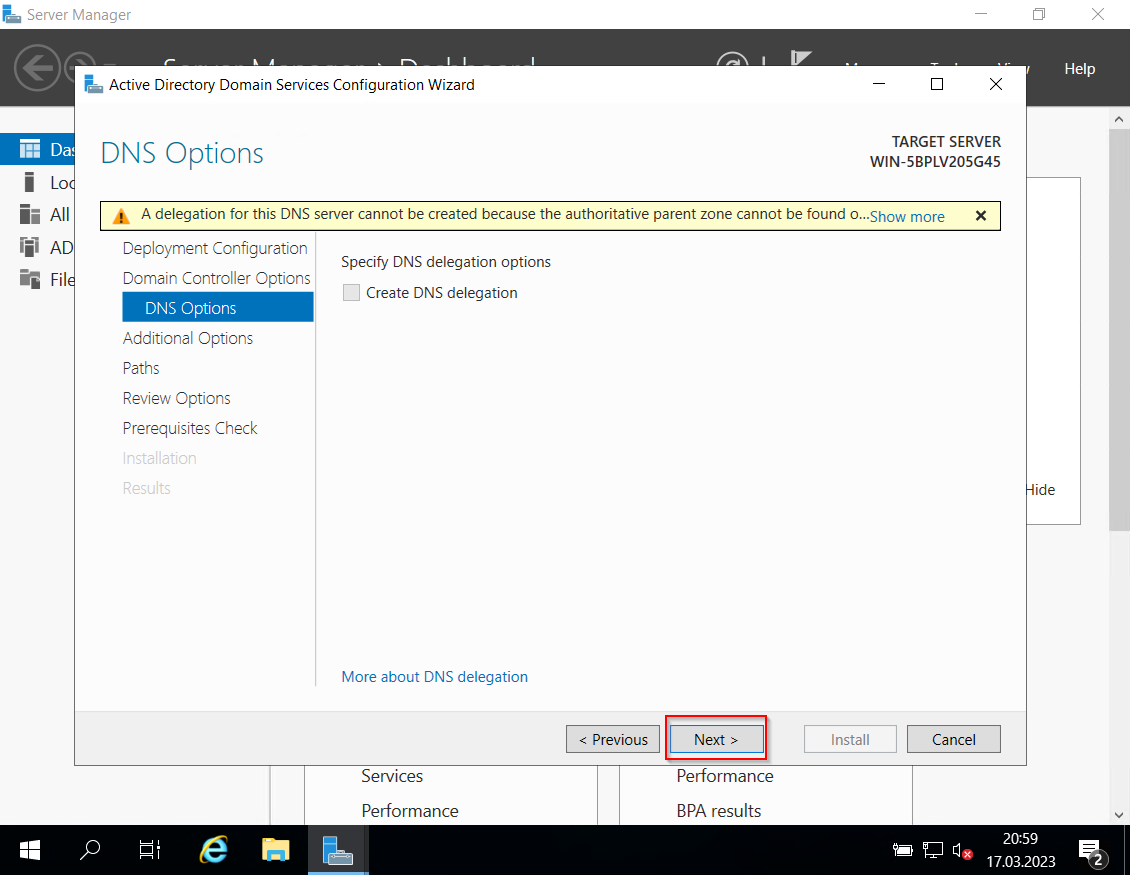 Server Manager
Server Manager Dashboard
Help
Active Directory Domain Services Configuration Wizard
DNS Options
TARGET SERVER
WIN-5BPLV205G45
A delegation for this DNS server cannot be created because the authoritative parent zone cannot be found o...Show more
Das
Loc
All
AD
File
Deployment Configuration
Domain Controller Options
DNS Options
Additional Options
Paths
Review Options
Prerequisites Check
Installation
Results
Specify DNS delegation options
Create DNS delegation
Hide
More about DNS delegation
< Previous
Next >
Install
Cancel
Services
Performance
Performance
BPA results
20:59
17.03.2023
2